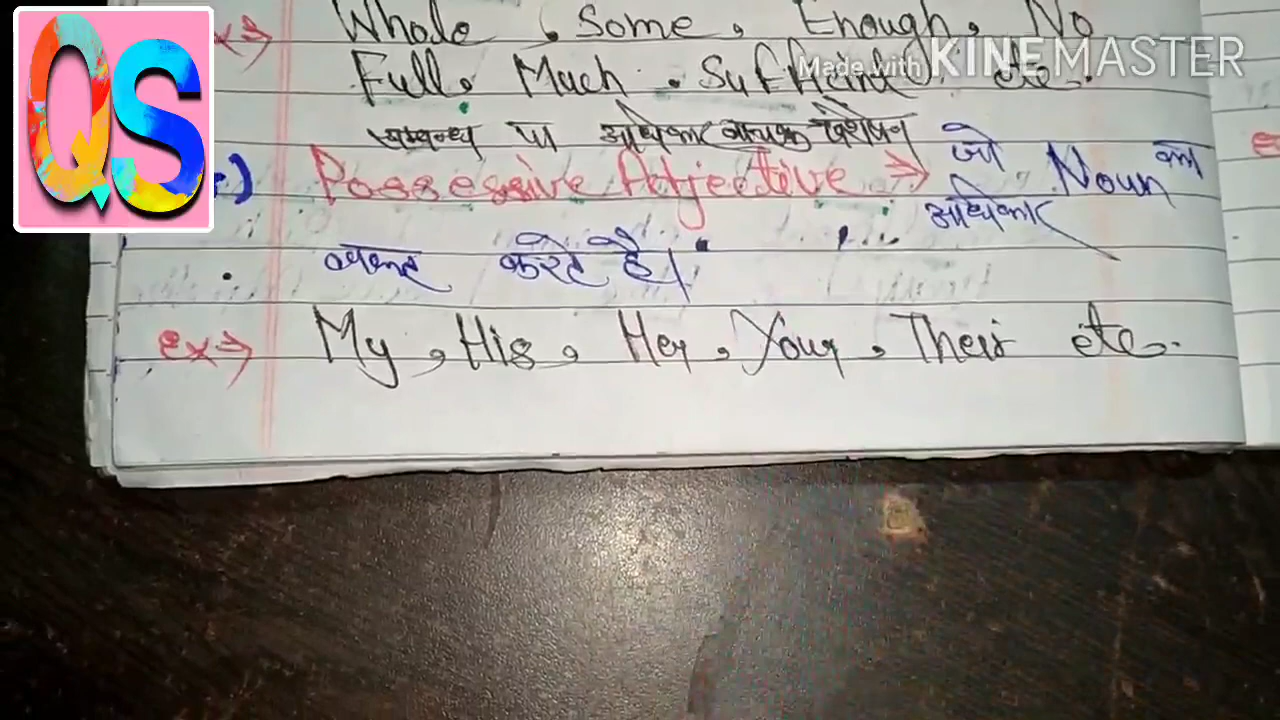 QS
ex⇒ Whole, Some, Enough, No
Made with KINEMASTER
Full, Much, Sufficient etc.
सम्बन्ध या अधिकार वाचक विशेषण
) Possessive Adjective ⇒ जो Noun का
अधिकार
व्यक्त करते है।
ex⇒ My, His, Her, Your, Their etc.